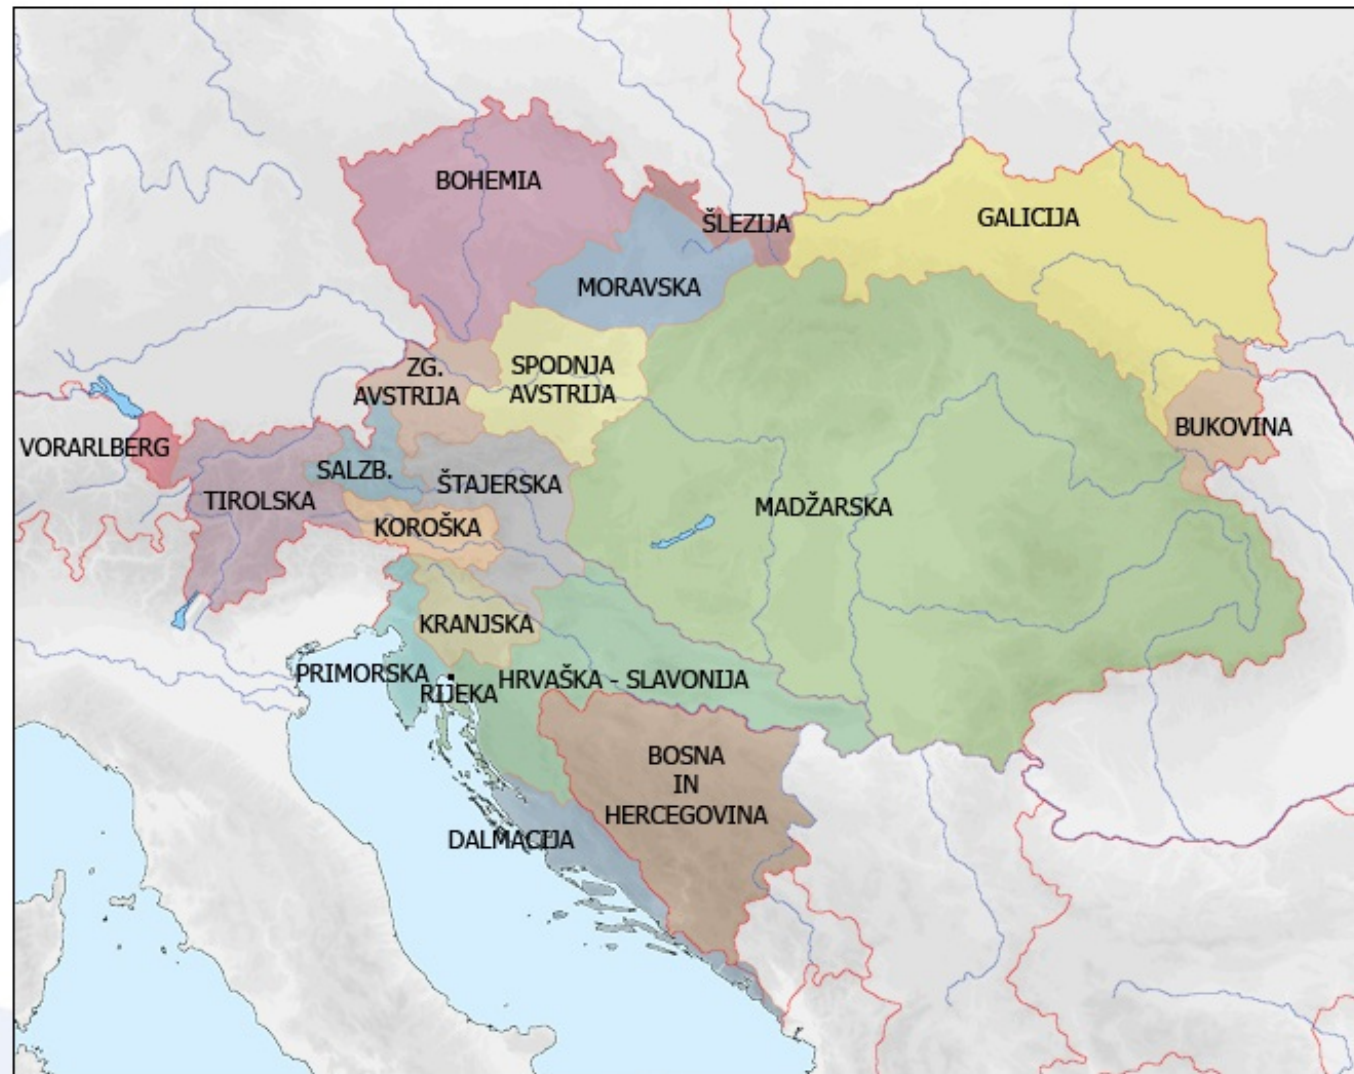 BOHEMIA
ŠLEZIJA
GALICIJA
MORAVSKA
ZG.
AVSTRIJA
SPODNJA
AVSTRIJA
BUKOVINA
VORARLBERG
TIROLSKA
SALZB.
ŠTAJERSKA
KOROŠKA
MADŽARSKA
KRANJSKA
PRIMORSKA
RIJEKA
HRVAŠKA - SLAVONIJA
BOSNA
IN
HERCEGOVINA
DALMACIJA